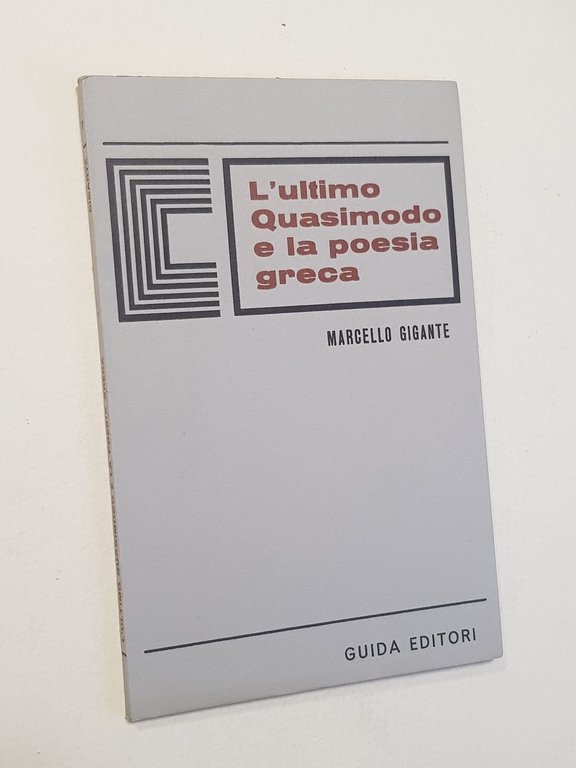 L'ultimo
Quasimodo
e la poesia
greca
MARCELLO GIGANTE
GUIDA EDITORI